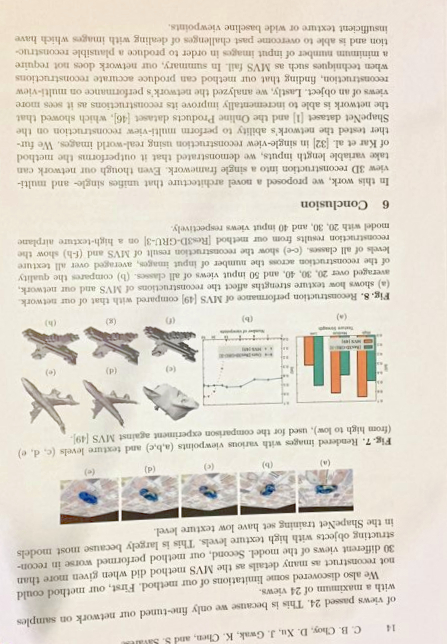 14 C. B. Choy, D. Xu, J. Gwak, K. Chen, and S. Savarese
of views passed 24. This is because we only fine-tuned our network on samples
with a maximum of 24 views.
We also discovered some limitations of our method. First, our method could
not reconstruct as many details as the MVS method did when given more than
30 different views of the model. Second, our method performed worse in recon-
structing objects with high texture levels. This is largely because most models
in the ShapeNet training set have low texture level.
(a) (b) (c) (d) (e)
Fig. 7. Rendered images with various viewpoints (a,b,c) and texture levels (c, d, e)
(from high to low), used for the comparison experiment against MVS [49].
High Medium Low
Texture Strength
MVS [49]
Number of viewpoints
(a) (b)
(c) (d) (e)
(f) (g) (h)
Fig. 8. Reconstruction performance of MVS [49] compared with that of our network.
(a) shows how texture strengths affect the reconstructions of MVS and our network,
averaged over 20, 30, 40, and 50 input views of all classes. (b) compares the quality
of the reconstruction across the number of input images, averaged over all texture
levels of all classes. (c-e) show the reconstruction result of MVS and (f-h) show the
reconstruction results from our method [Res3D-GRU-3] on a high-texture airplane
model with 20, 30, and 40 input views respectively.
6 Conclusion
In this work, we proposed a novel architecture that unifies single- and multi-
view 3D reconstruction into a single framework. Even though our network can
take variable length inputs, we demonstrated that it outperforms the method
of Kar et al. [32] in single-view reconstruction using real-world images. We fur-
ther tested the network's ability to perform multi-view reconstruction on the
ShapeNet dataset [1] and the Online Products dataset [46], which showed that
the network is able to incrementally improve its reconstructions as it sees more
views of an object. Lastly, we analyzed the network's performance on multi-view
reconstruction, finding that our method can produce accurate reconstructions
when techniques such as MVS fail. In summary, our network does not require
a minimum number of input images in order to produce a plausible reconstruc-
tion and is able to overcome past challenges of dealing with images which have
insufficient texture or wide baseline viewpoints.